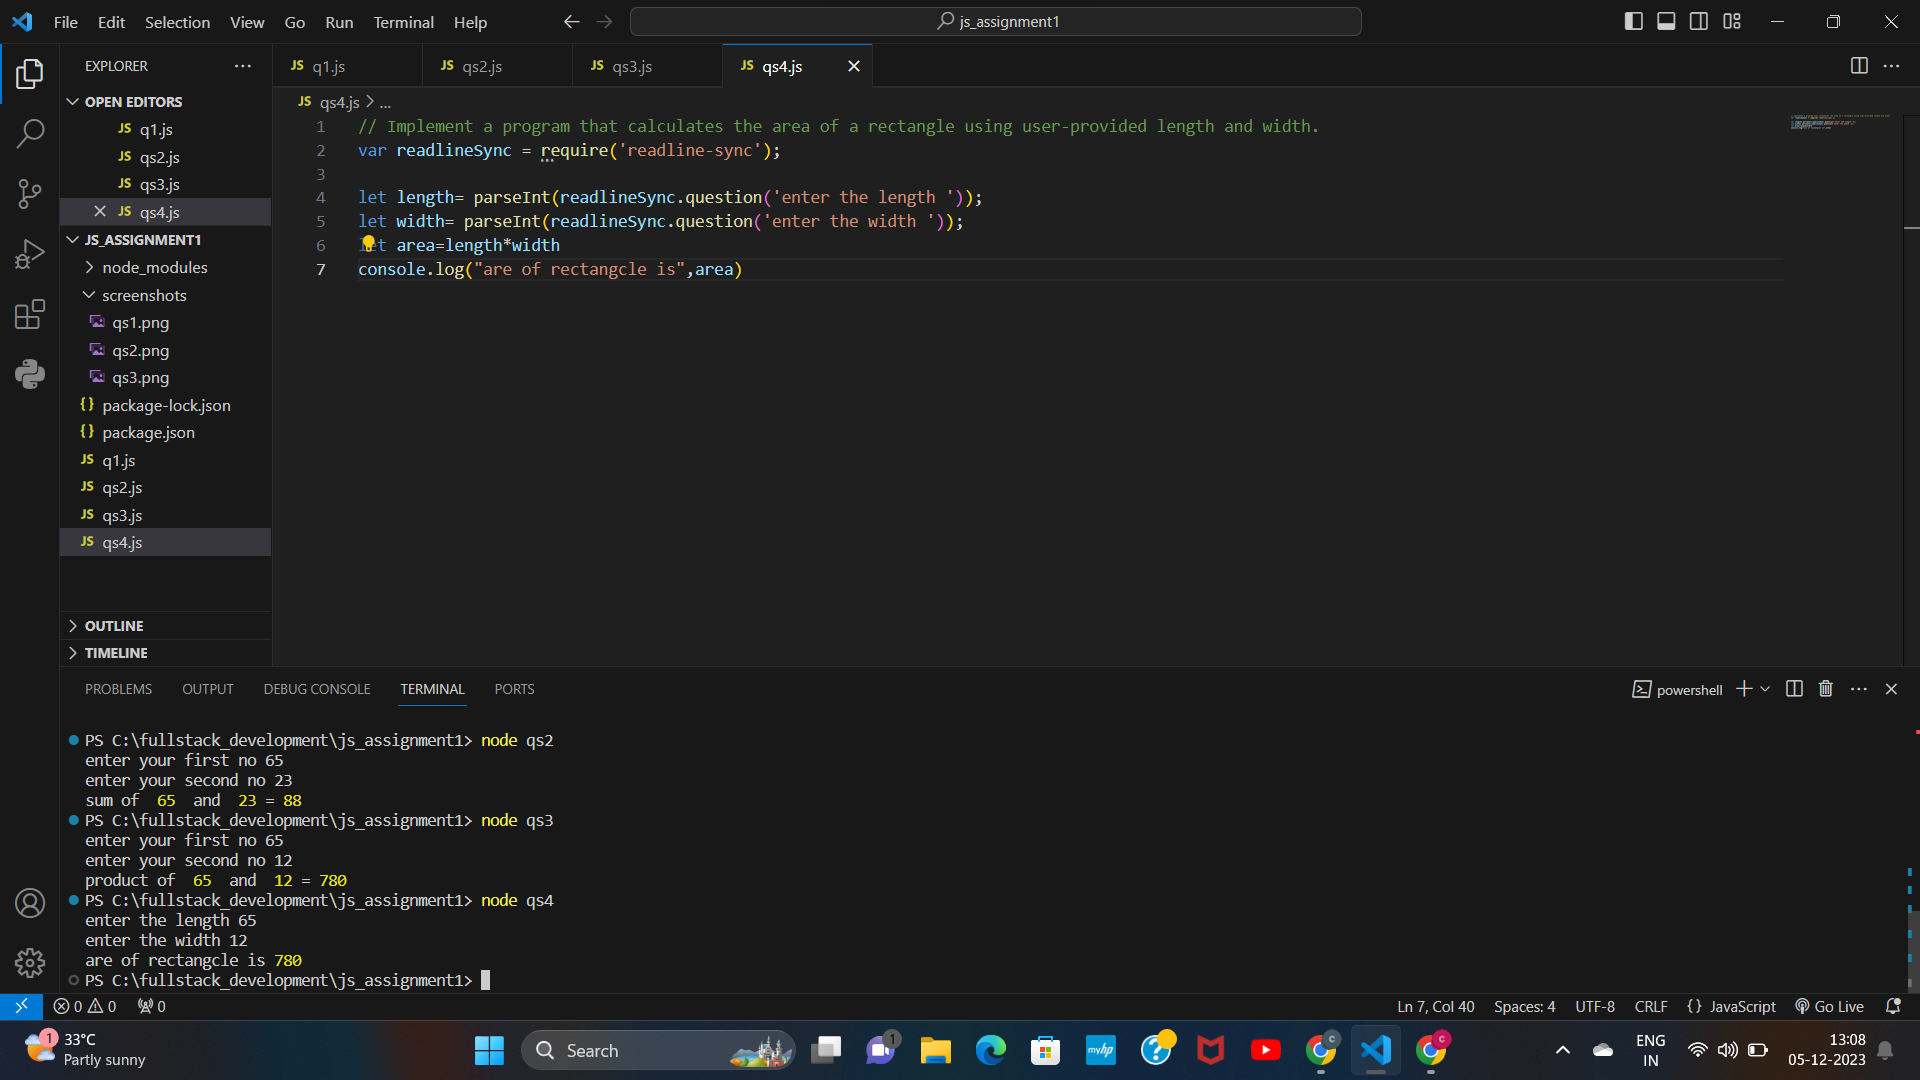 File Edit Selection View Go Run Terminal Help
js_assignment1
EXPLORER
OPEN EDITORS
JS q1.js
JS qs2.js
JS qs3.js
JS qs4.js
JS_ASSIGNMENT1
node_modules
screenshots
qs1.png
qs2.png
qs3.png
{} package-lock.json
{} package.json
JS q1.js
JS qs2.js
JS qs3.js
JS qs4.js
OUTLINE
TIMELINE
JS q1.js JS qs2.js JS qs3.js JS qs4.js
JS qs4.js > ...
1 // Implement a program that calculates the area of a rectangle using user-provided length and width.
2 var readlineSync = require('readline-sync');
3
4 let length= parseInt(readlineSync.question('enter the length '));
5 let width= parseInt(readlineSync.question('enter the width '));
6 let area=length*width
7 console.log("are of rectangcle is",area)
PROBLEMS OUTPUT DEBUG CONSOLE TERMINAL PORTS
powershell
PS C:\fullstack_development\js_assignment1> node qs2
enter your first no 65
enter your second no 23
sum of  65  and  23 = 88
PS C:\fullstack_development\js_assignment1> node qs3
enter your first no 65
enter your second no 12
product of  65  and  12 = 780
PS C:\fullstack_development\js_assignment1> node qs4
enter the length 65
enter the width 12
are of rectangcle is 780
PS C:\fullstack_development\js_assignment1>
0 0 0
Ln 7, Col 40 Spaces: 4 UTF-8 CRLF {} JavaScript Go Live
1
33°C
Partly sunny
Search
1
myhp
C
C
ENG
IN
13:08
05-12-2023